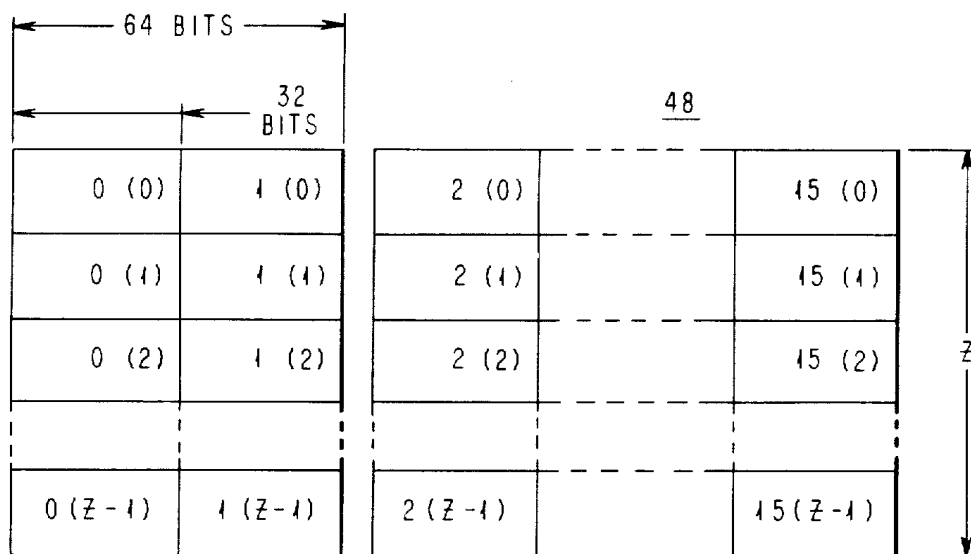 64 BITS
32
BITS
48
0 (0) 1 (0) 2 (0) 15 (0)
0 (1) 1 (1) 2 (1) 15 (1)
0 (2) 1 (2) 2 (2) 15 (2)
Z
0 (Z-1) 1 (Z-1) 2 (Z-1) 15 (Z-1)